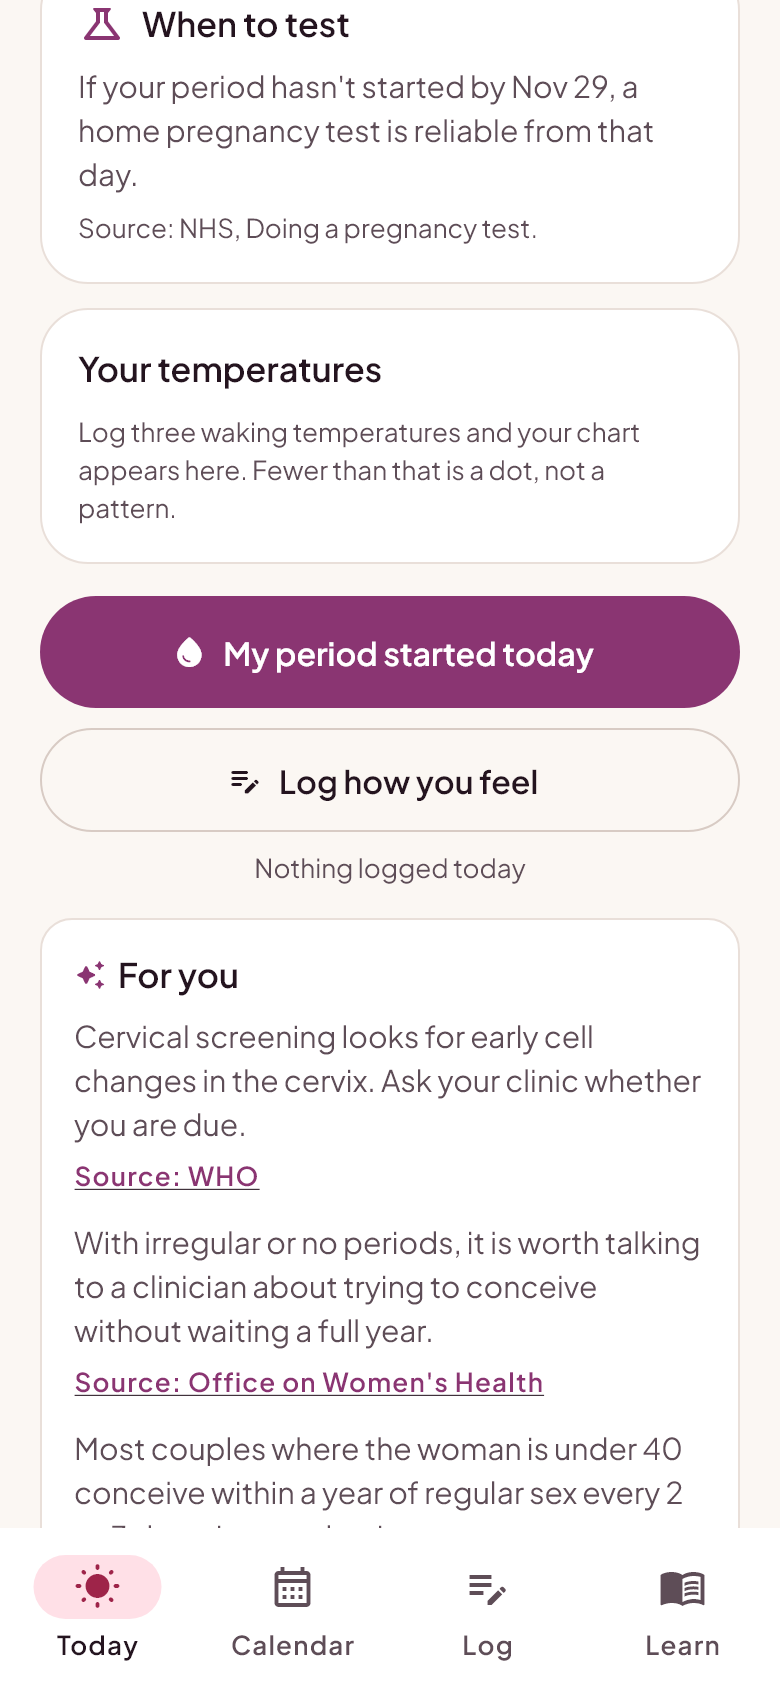 When to test
If your period hasn't started by Nov 29, a
home pregnancy test is reliable from that
day.
Source: NHS, Doing a pregnancy test.
Your temperatures
Log three waking temperatures and your chart
appears here. Fewer than that is a dot, not a
pattern.
My period started today
Log how you feel
Nothing logged today
For you
Cervical screening looks for early cell
changes in the cervix. Ask your clinic whether
you are due.
Source: WHO
With irregular or no periods, it is worth talking
to a clinician about trying to conceive
without waiting a full year.
Source: Office on Women's Health
Most couples where the woman is under 40
conceive within a year of regular sex every 2
Today
Calendar
Log
Learn